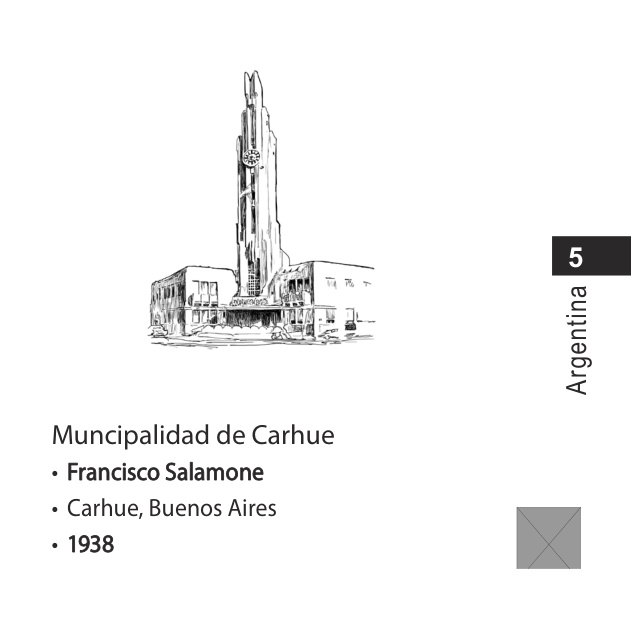 5
Argentina
Muncipalidad de Carhue
• Francisco Salamone
• Carhue, Buenos Aires
• 1938